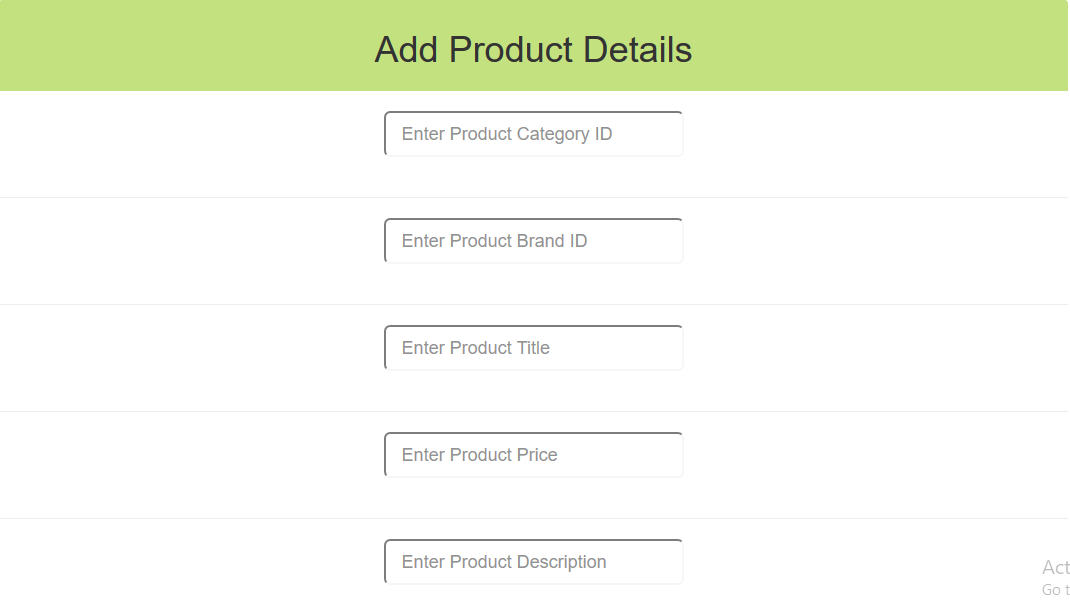 Add Product Details
Enter Product Category ID
Enter Product Brand ID
Enter Product Title
Enter Product Price
Enter Product Description
Act
Go t